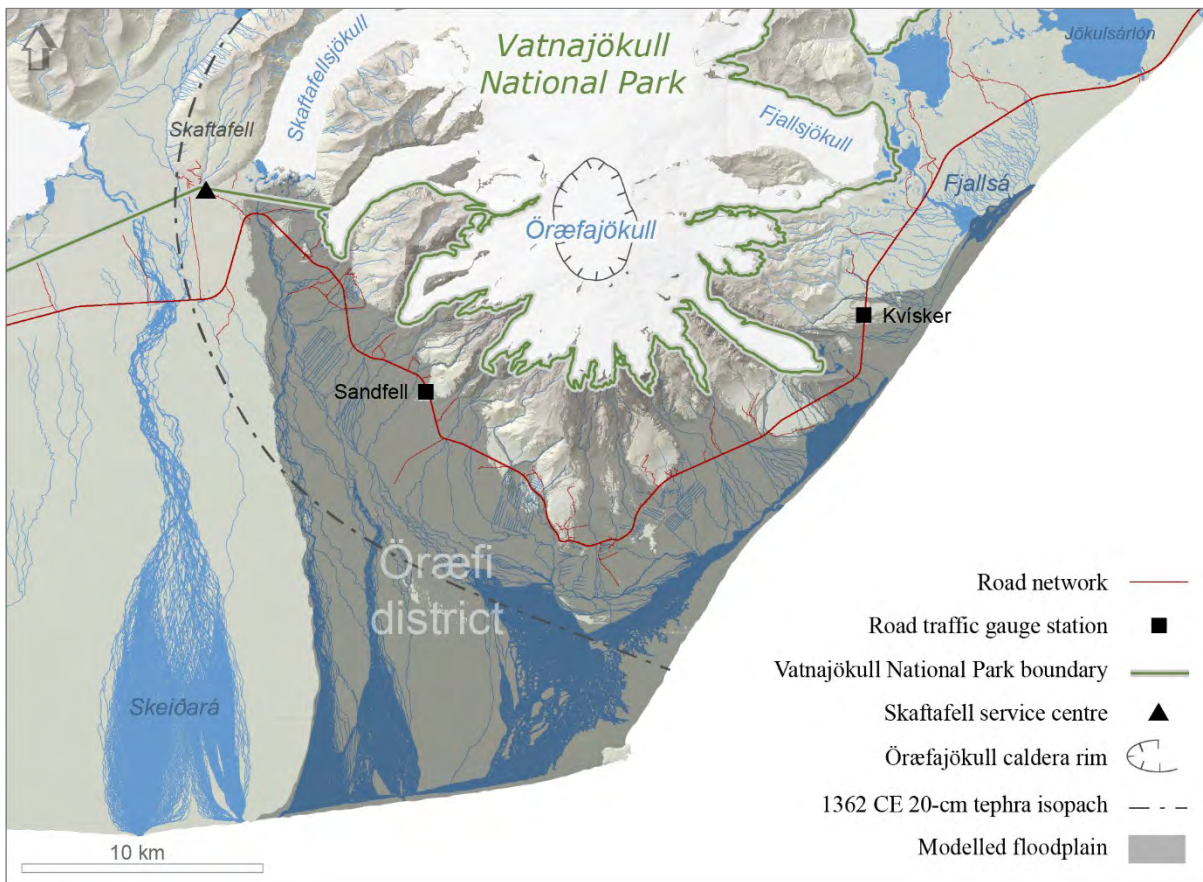 Vatnajökull
National Park
Jökulsárlón
Skaftafellsjökull
Skaftafell
Fjallsjökull
Fjallsá
Öræfajökull
Kvísker
Sandfell
Öræfi
district
Skeiðará
Road network
Road traffic gauge station
Vatnajökull National Park boundary
Skaftafell service centre
Öræfajökull caldera rim
1362 CE 20-cm tephra isopach
Modelled floodplain
10 km